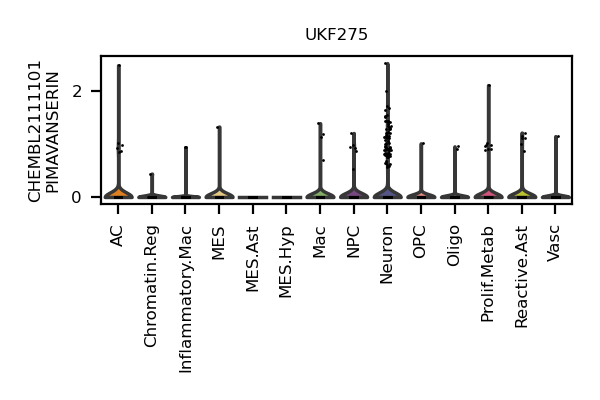 UKF275
CHEMBL2111101
PIMAVANSERIN
2
0
AC
Chromatin.Reg
Inflammatory.Mac
MES
MES.Ast
MES.Hyp
Mac
NPC
Neuron
OPC
Oligo
Prolif.Metab
Reactive.Ast
Vasc